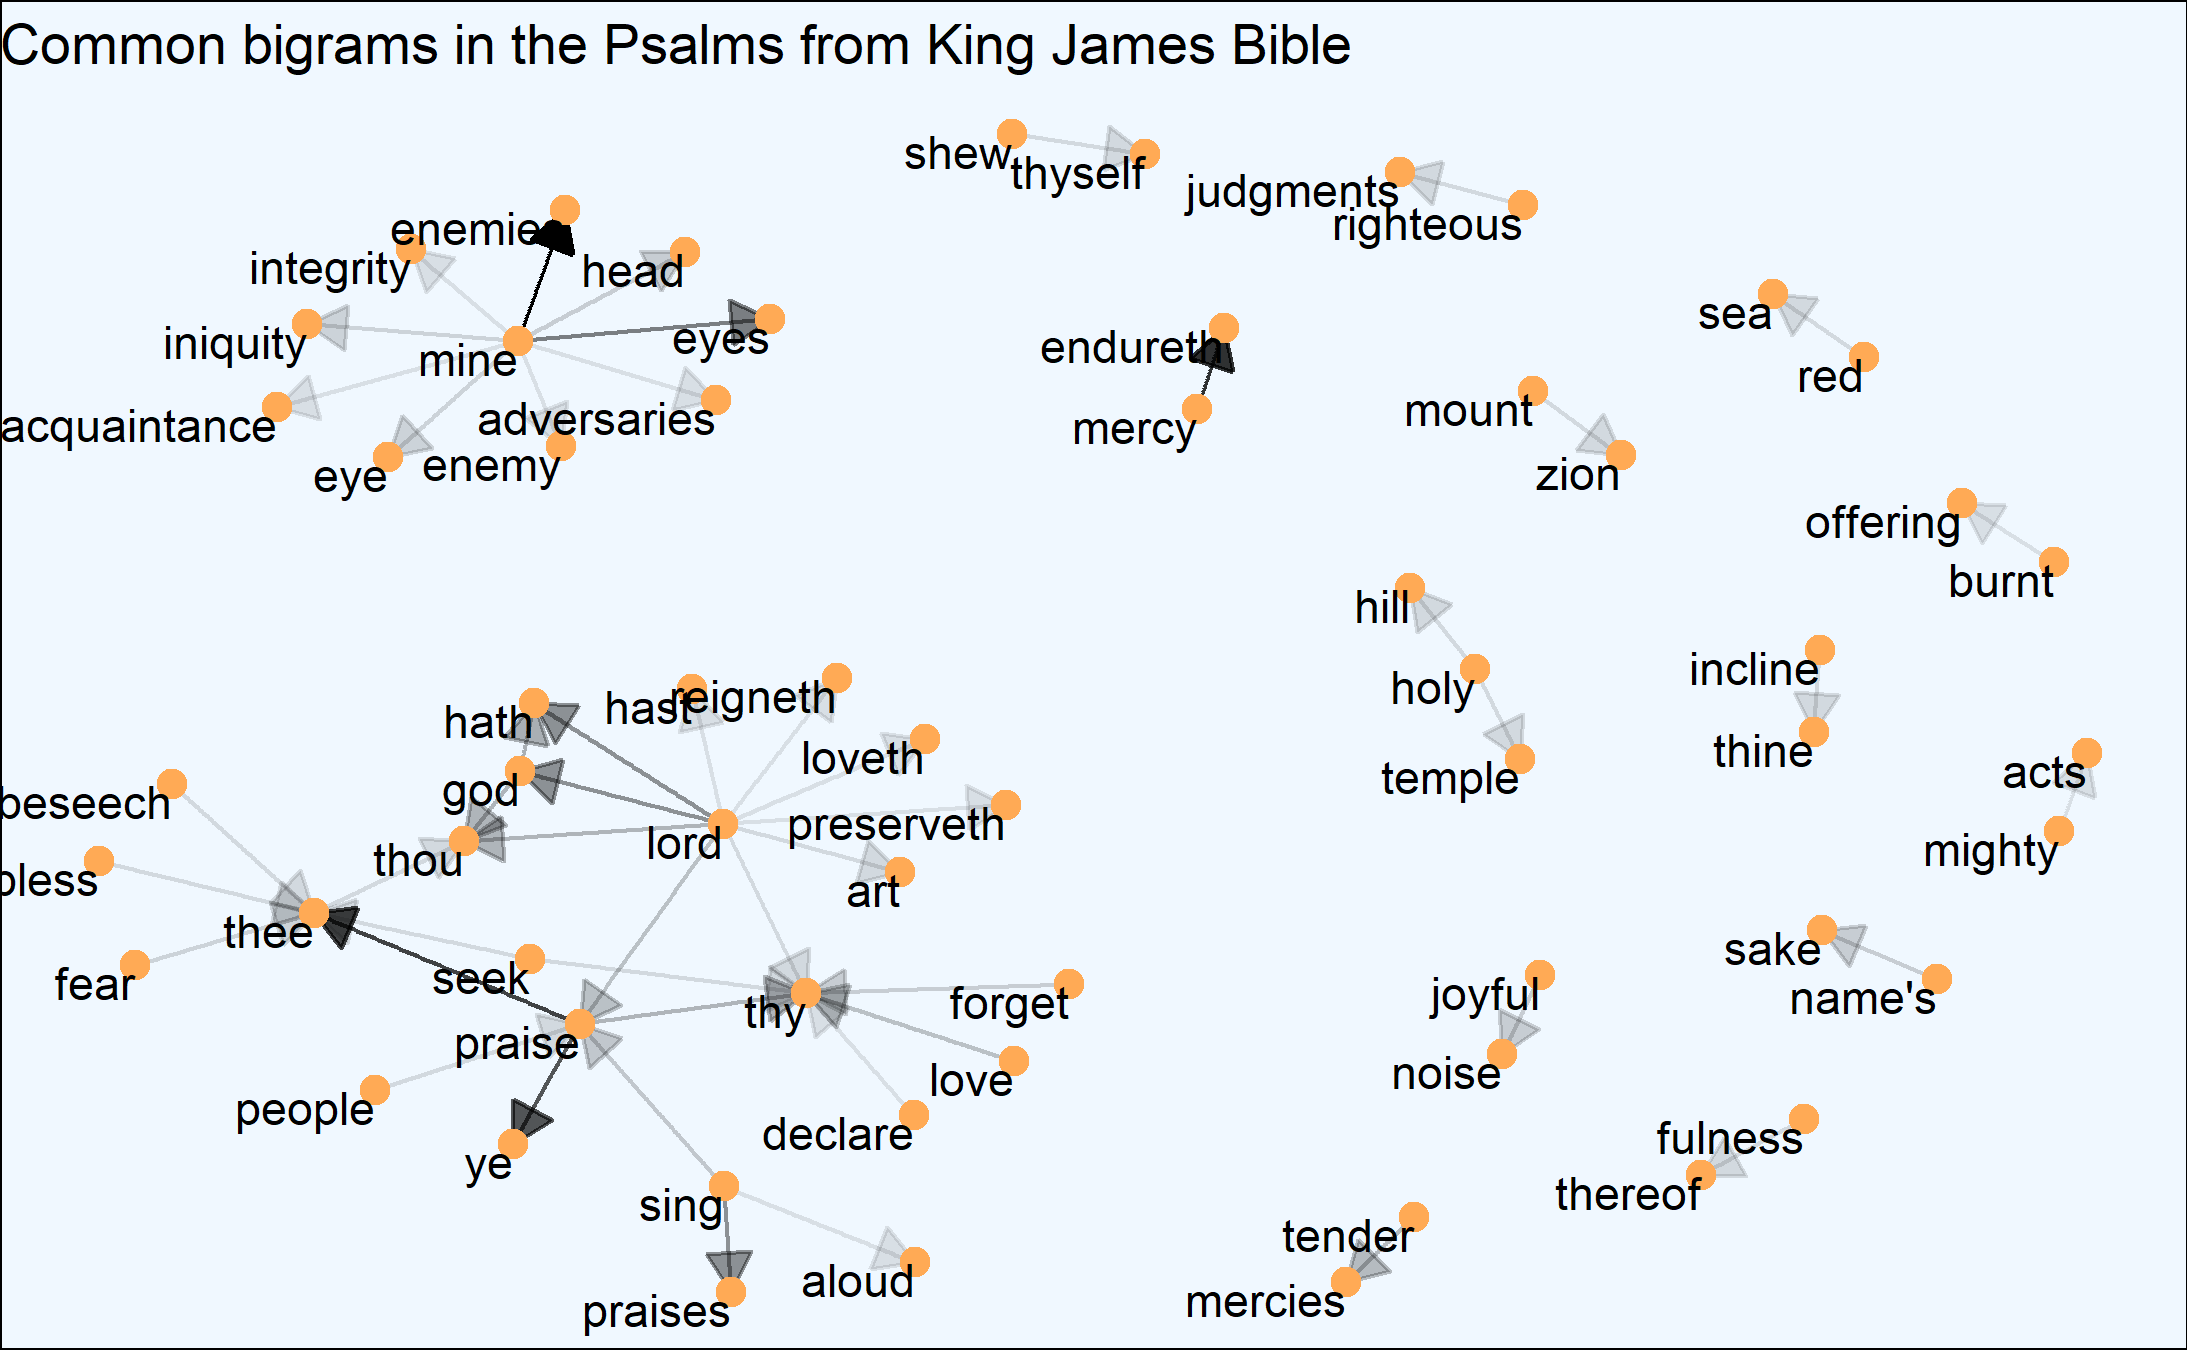 Common bigrams in the Psalms from King James Bible
shew
thyself
judgments
righteous
enemie
integrity
head
iniquity
mine
eyes
acquaintance
adversaries
eye
enemy
endureth
mercy
sea
red
mount
zion
offering
burnt
hill
holy
temple
incline
thine
acts
mighty
hath
hast
reigneth
god
loveth
beseech
thou
lord
preserveth
bless
art
thee
fear
seek
praise
thy
forget
people
love
declare
ye
sing
praises
aloud
sake
name's
joyful
noise
fulness
thereof
tender
mercies